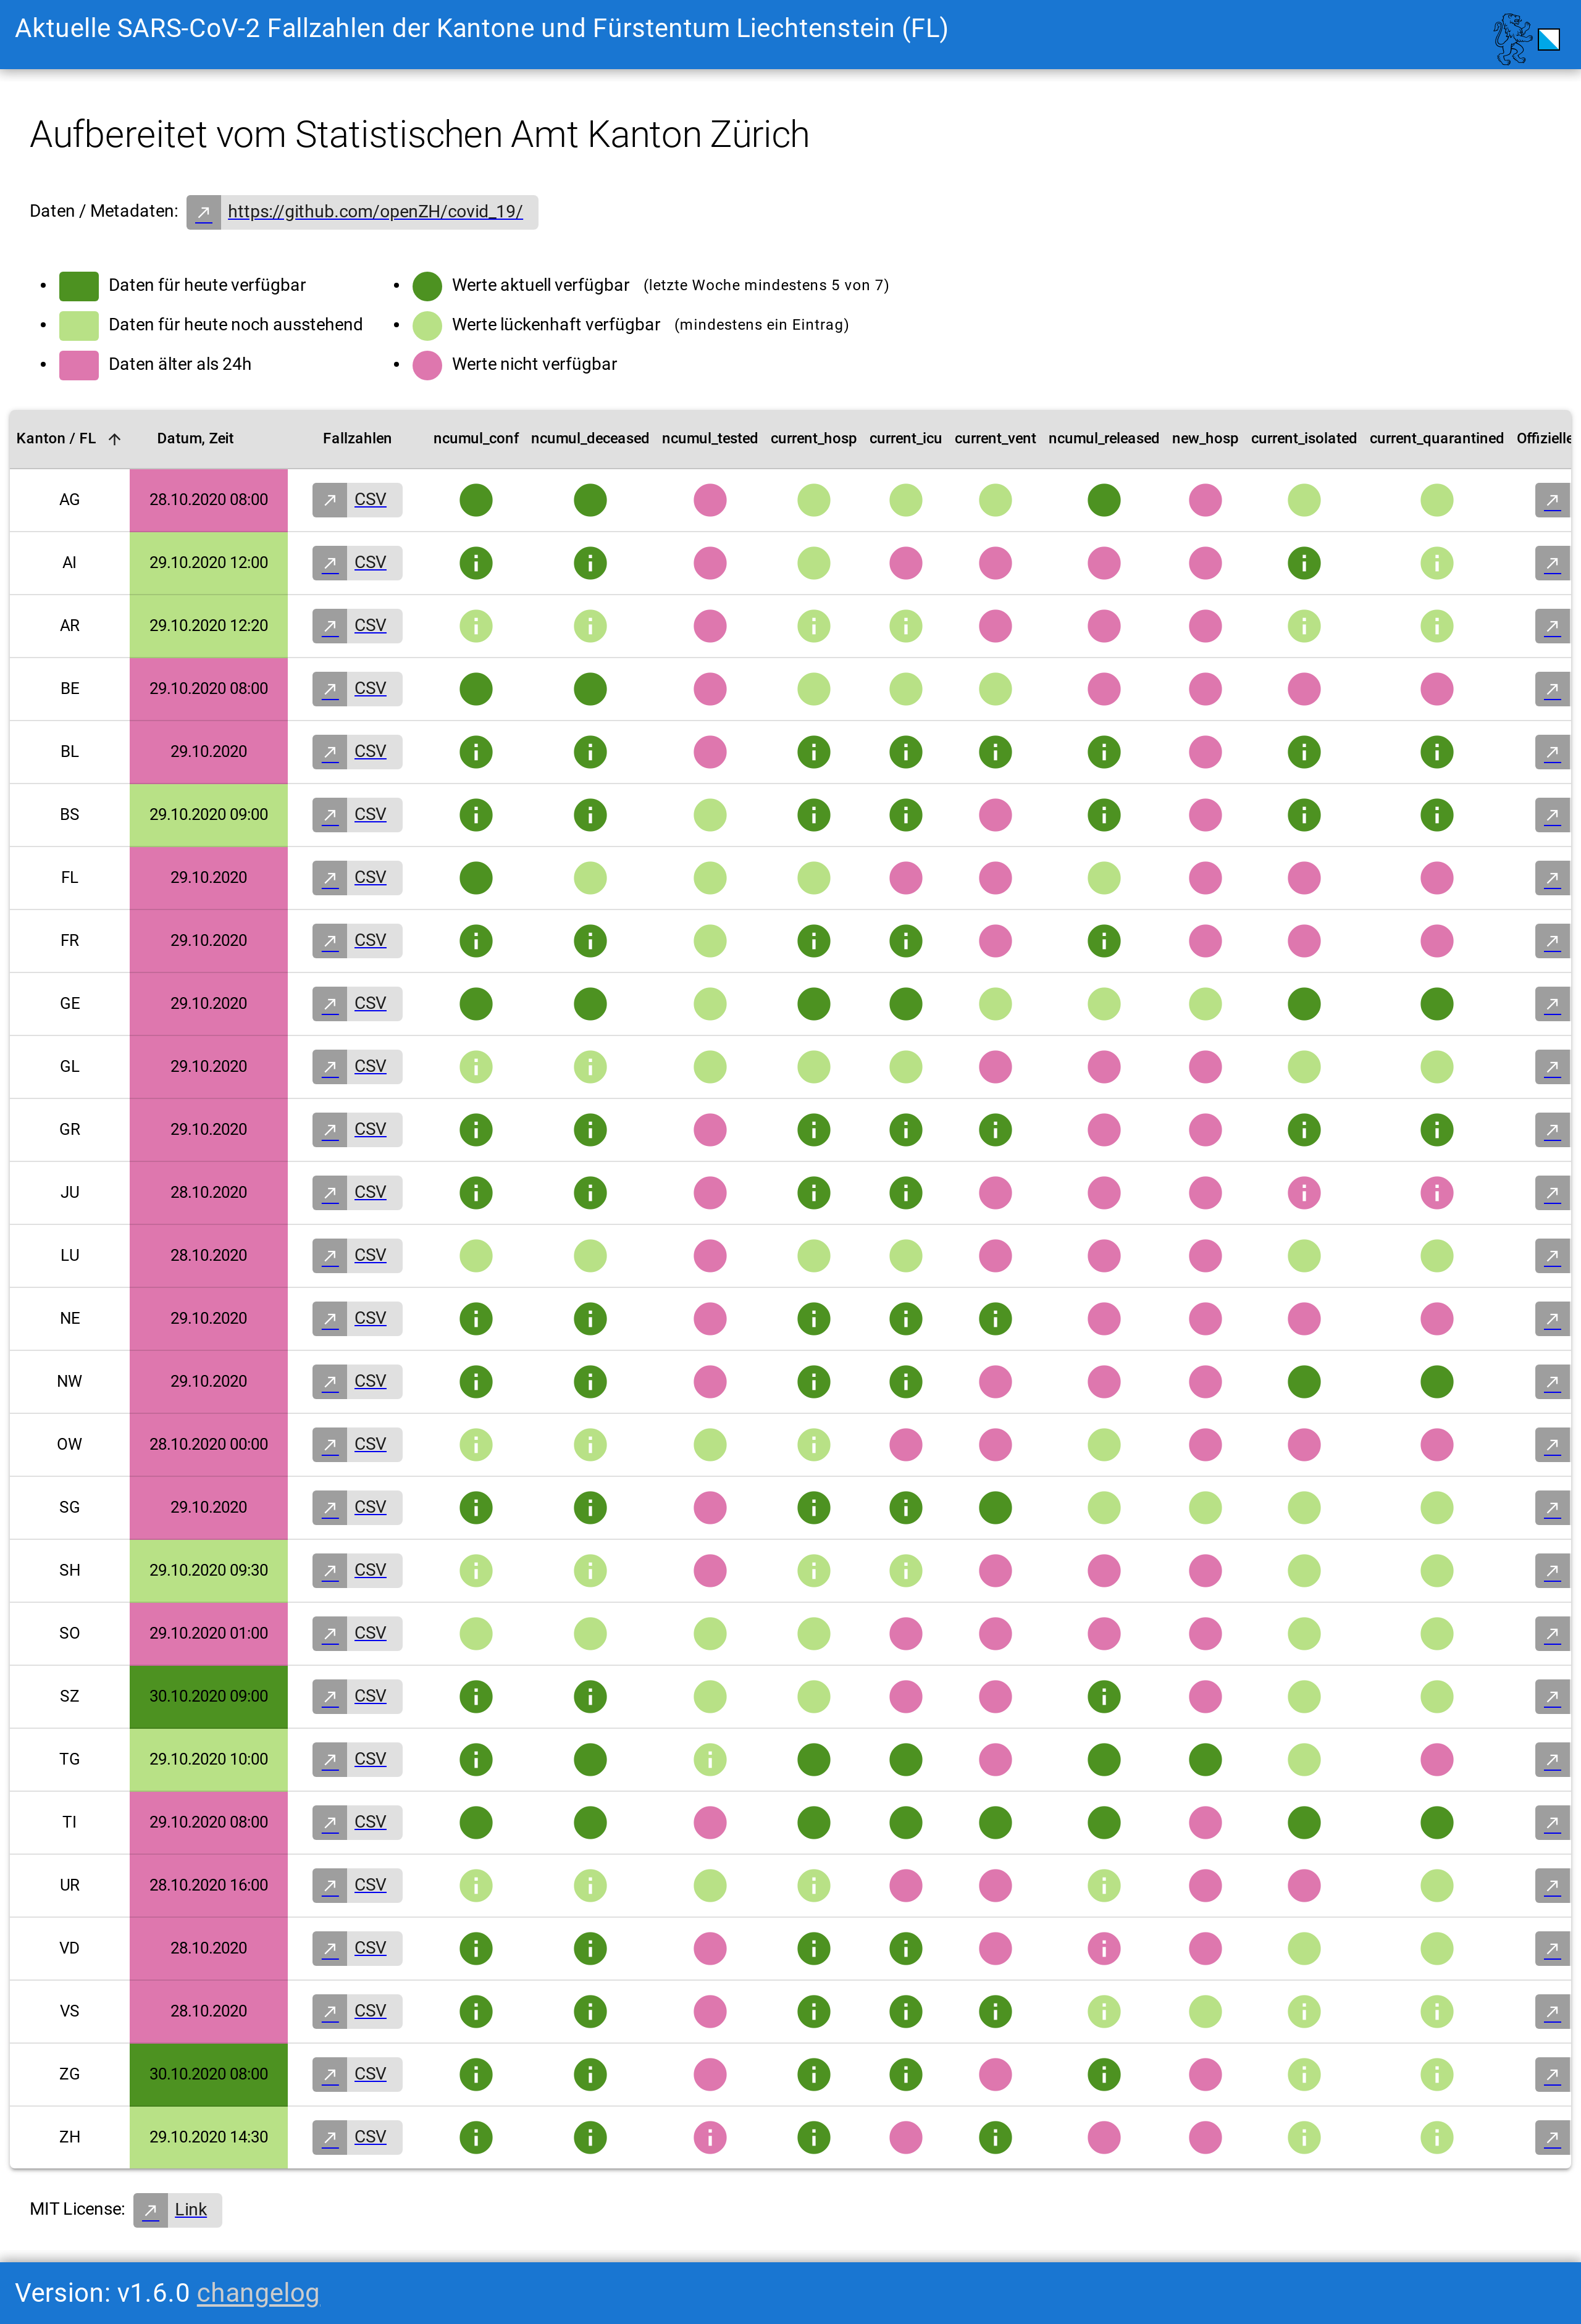 Aktuelle SARS-CoV-2 Fallzahlen der Kantone und Fürstentum Liechtenstein (FL)
Aufbereitet vom Statistischen Amt Kanton Zürich
Daten / Metadaten: https://github.com/openZH/covid_19/
Daten für heute verfügbar
Daten für heute noch ausstehend
Daten älter als 24h
Werte aktuell verfügbar (letzte Woche mindestens 5 von 7)
Werte lückenhaft verfügbar (mindestens ein Eintrag)
Werte nicht verfügbar
Kanton / FL Datum, Zeit Fallzahlen ncumul_conf ncumul_deceased ncumul_tested current_hosp current_icu current_vent ncumul_released new_hosp current_isolated current_quarantined Offizielle
AG 28.10.2020 08:00 CSV
AI 29.10.2020 12:00 CSV
AR 29.10.2020 12:20 CSV
BE 29.10.2020 08:00 CSV
BL 29.10.2020 CSV
BS 29.10.2020 09:00 CSV
FL 29.10.2020 CSV
FR 29.10.2020 CSV
GE 29.10.2020 CSV
GL 29.10.2020 CSV
GR 29.10.2020 CSV
JU 28.10.2020 CSV
LU 28.10.2020 CSV
NE 29.10.2020 CSV
NW 29.10.2020 CSV
OW 28.10.2020 00:00 CSV
SG 29.10.2020 CSV
SH 29.10.2020 09:30 CSV
SO 29.10.2020 01:00 CSV
SZ 30.10.2020 09:00 CSV
TG 29.10.2020 10:00 CSV
TI 29.10.2020 08:00 CSV
UR 28.10.2020 16:00 CSV
VD 28.10.2020 CSV
VS 28.10.2020 CSV
ZG 30.10.2020 08:00 CSV
ZH 29.10.2020 14:30 CSV
MIT License: Link
Version: v1.6.0 changelog